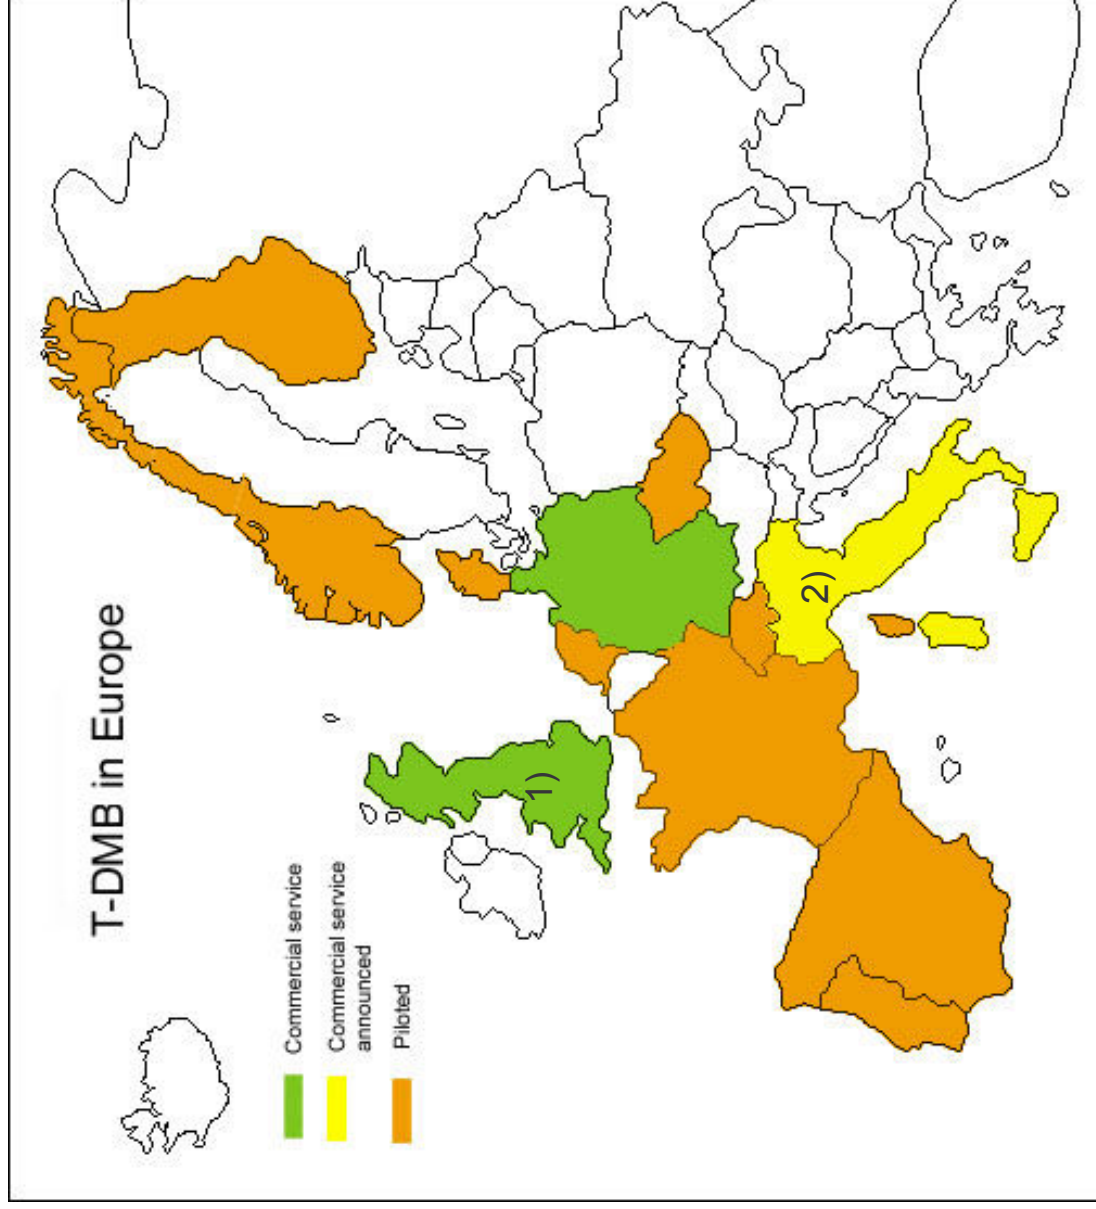 T-DMB in Europe
Commercial service
Commercial service
announced
Piloted
1)
2)